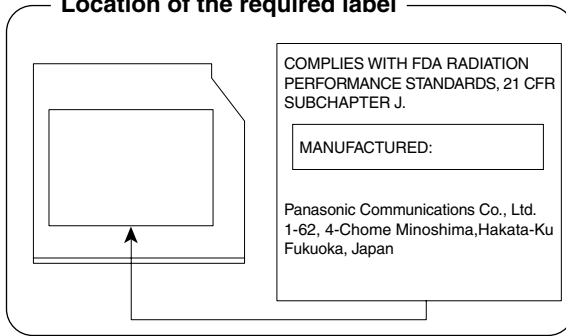 Location of the required label
COMPLIES WITH FDA RADIATION
PERFORMANCE STANDARDS, 21 CFR
SUBCHAPTER J.
MANUFACTURED:
Panasonic Communications Co., Ltd.
1-62, 4-Chome Minoshima,Hakata-Ku
Fukuoka, Japan